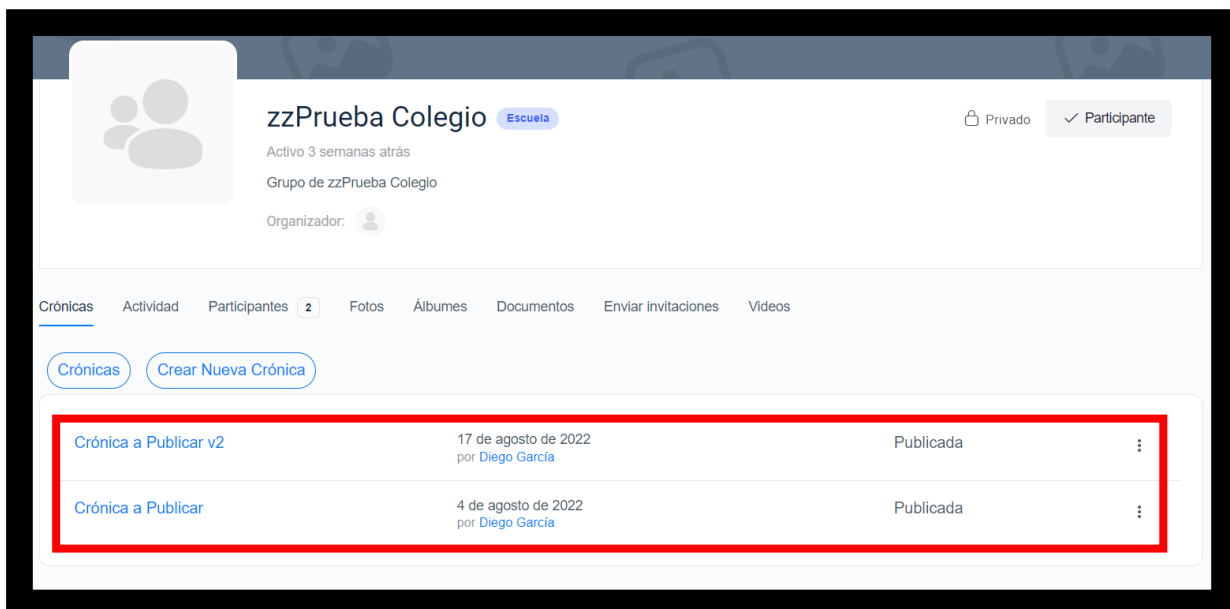 zzPrueba Colegio Escuela
Privado
Participante
Activo 3 semanas atrás
Grupo de zzPrueba Colegio
Organizador:
Crónicas Actividad Participantes 2 Fotos Álbumes Documentos Enviar invitaciones Videos
Crónicas Crear Nueva Crónica
Crónica a Publicar v2 17 de agosto de 2022 Publicada
por Diego García
Crónica a Publicar 4 de agosto de 2022 Publicada
por Diego García